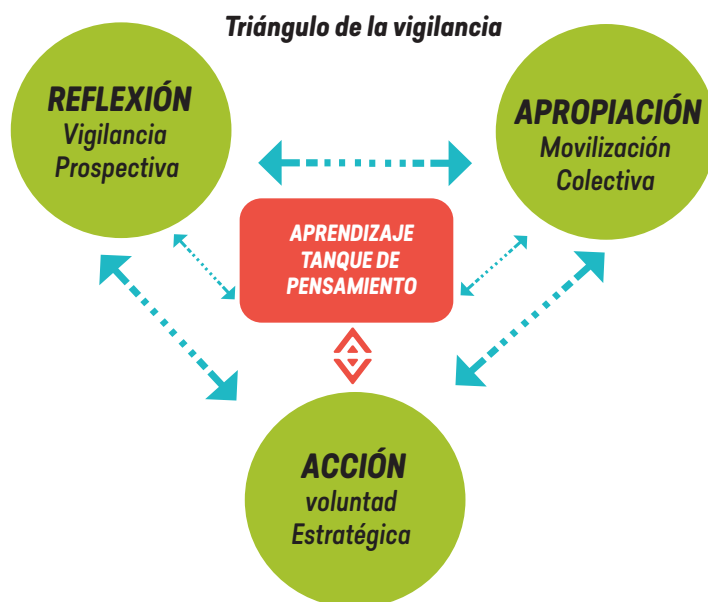 Triángulo de la vigilancia
REFLEXIÓN
Vigilancia
Prospectiva
APROPIACIÓN
Movilización
Colectiva
APRENDIZAJE
TANQUE DE
PENSAMIENTO
ACCIÓN
voluntad
Estratégica